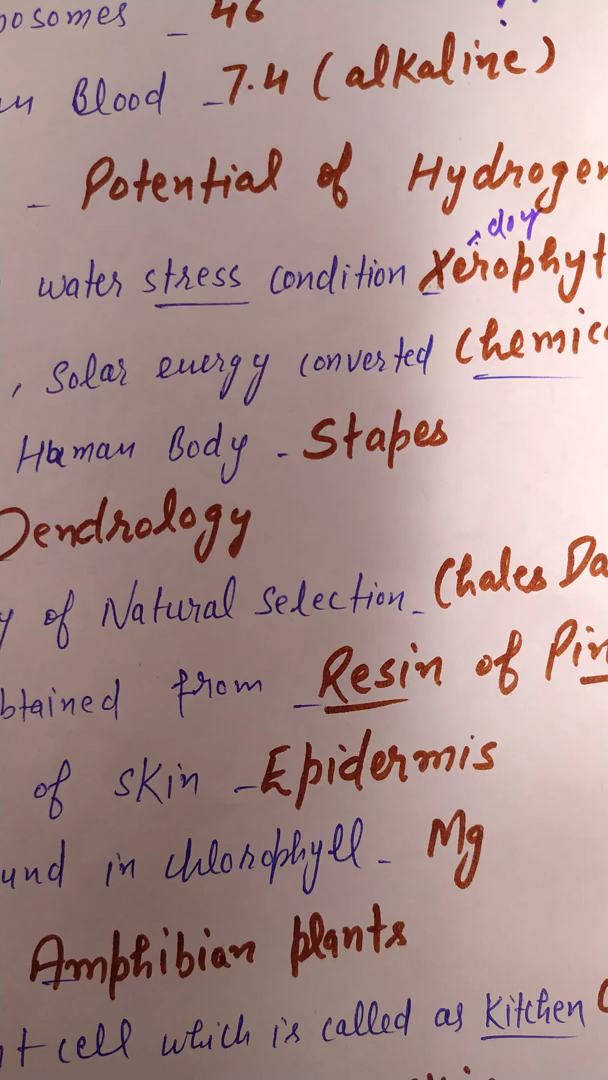 osomes _ 46
Blood _ 7.4 (alkaline)
_ Potential of Hydrogen
dry
water stress condition Xerophyt
, Solar energy converted Chemic
Human Body - Stapes
Dendrology
y of Natural Selection _ Chales Da
btained from _ Resin of Pin
of skin - Epidermis
und in chlorophyll - Mg
Amphibian plants
t cell which is called as Kitchen